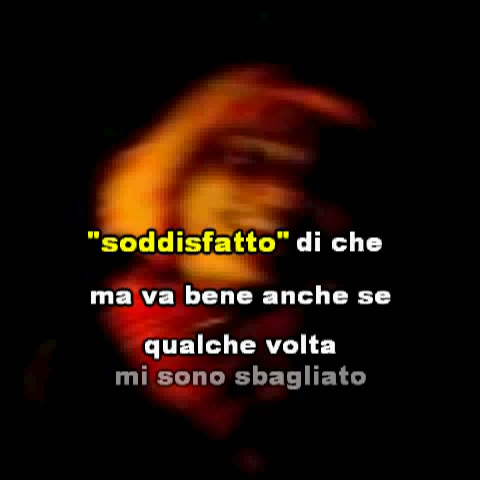 "soddisfatto" di che
ma va bene anche se
qualche volta
mi sono sbagliato